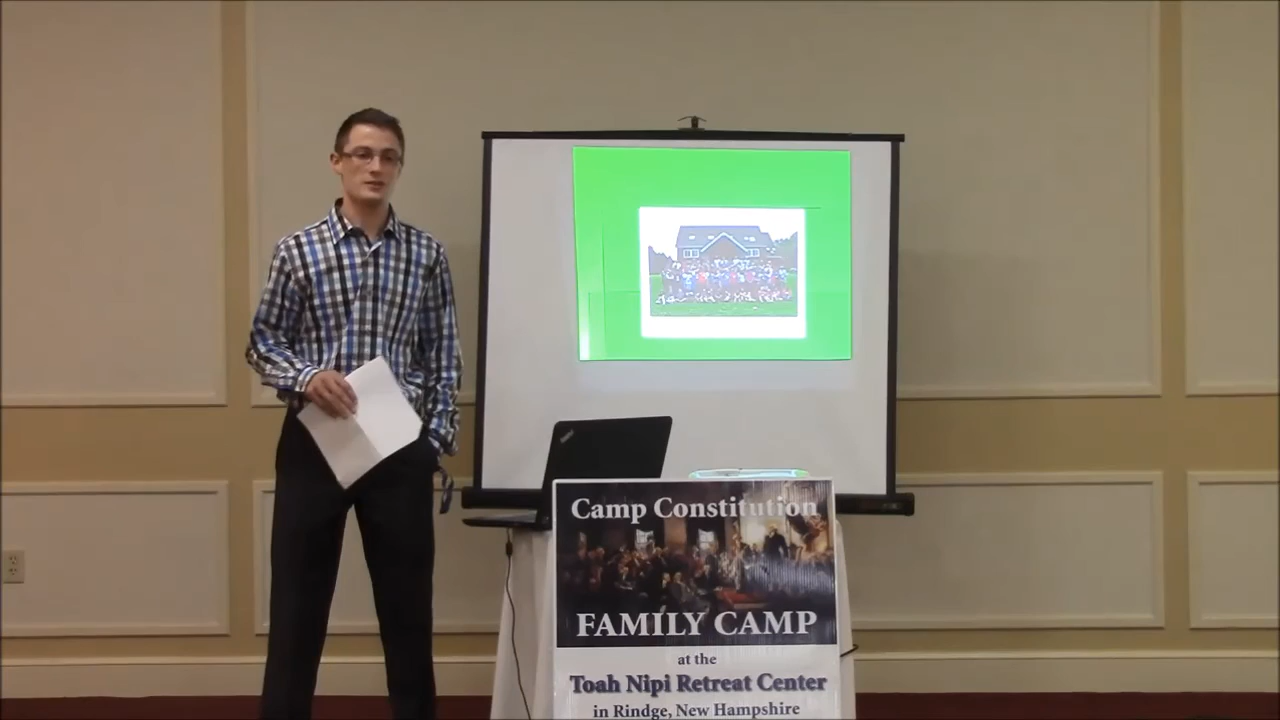 Camp Constitution
FAMILY CAMP
at the
Toah Nipi Retreat Center
in Rindge, New Hampshire